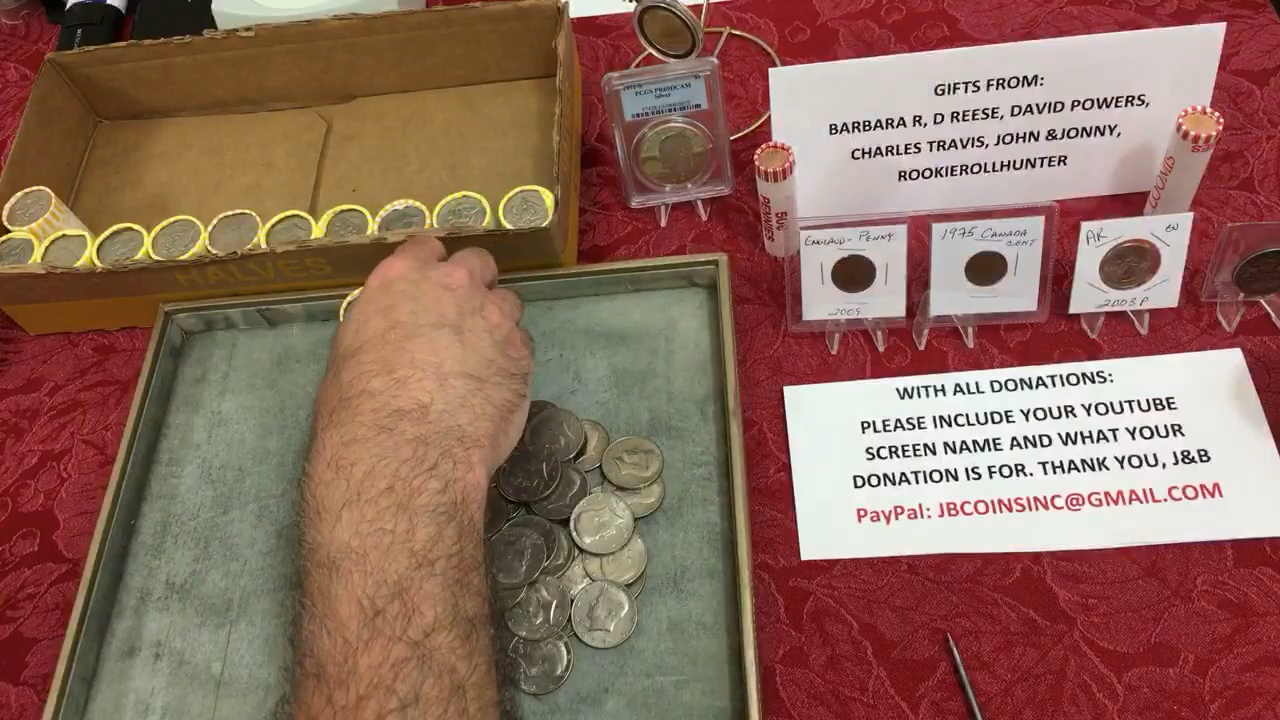 HALVES
PCGS PR69DCAM
Silver
GIFTS FROM:
BARBARA R, D REESE, DAVID POWERS,
CHARLES TRAVIS, JOHN &JONNY,
ROOKIEROLLHUNTER
50¢
PENNIES
ENGLAND - PENNY
2009
1975 CANADA
CENT
AR
2003 P
WITH ALL DONATIONS:
PLEASE INCLUDE YOUR YOUTUBE
SCREEN NAME AND WHAT YOUR
DONATION IS FOR. THANK YOU, J&B
PayPal: JBCOINSINC@GMAIL.COM